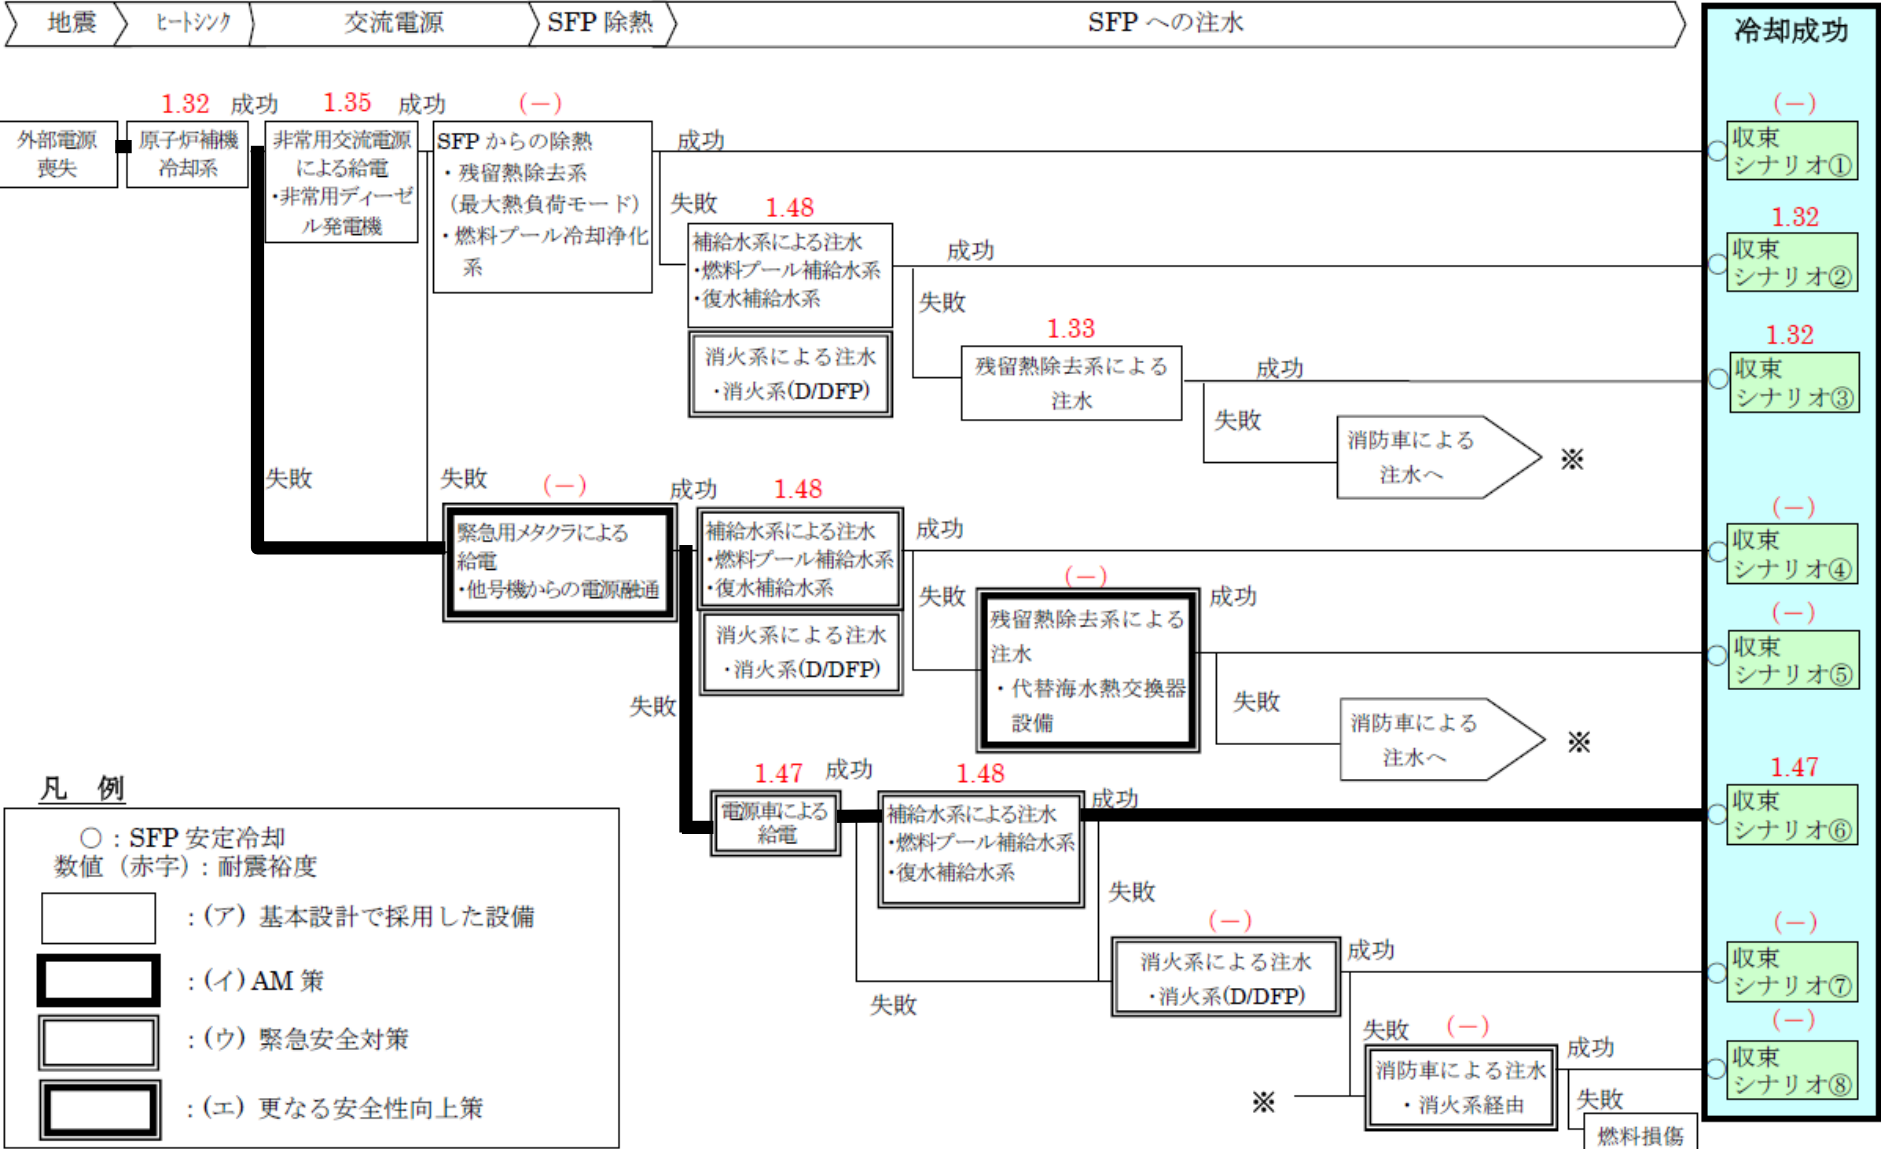 地震
ﾋｰﾄｼﾝｸ
交流電源
SFP 除熱
SFP への注水
冷却成功
1.32
成功
1.35
成功
(－)
(－)
外部電源
喪失
原子炉補機
冷却系
非常用交流電源
による給電
・非常用ディーゼ
ル発電機
SFP からの除熱
・残留熱除去系
（最大熱負荷モード）
・燃料プール冷却浄化
系
成功
収束
シナリオ①
失敗
1.48
補給水系による注水
・燃料プール補給水系
・復水補給水系
消火系による注水
・消火系(D/DFP)
成功
1.32
収束
シナリオ②
失敗
1.33
残留熱除去系による
注水
成功
1.32
収束
シナリオ③
失敗
消防車による
注水へ
※
失敗
失敗
(－)
緊急用メタクラによる
給電
・他号機からの電源融通
成功
1.48
補給水系による注水
・燃料プール補給水系
・復水補給水系
消火系による注水
・消火系(D/DFP)
成功
(－)
収束
シナリオ④
失敗
(－)
残留熱除去系による
注水
・代替海水熱交換器
設備
成功
(－)
収束
シナリオ⑤
失敗
消防車による
注水へ
※
失敗
1.47
電源車による
給電
成功
1.48
補給水系による注水
・燃料プール補給水系
・復水補給水系
成功
1.47
収束
シナリオ⑥
失敗
失敗
(－)
消火系による注水
・消火系(D/DFP)
成功
(－)
収束
シナリオ⑦
失敗
(－)
※
消防車による注水
・消火系経由
成功
(－)
収束
シナリオ⑧
失敗
燃料損傷
凡 例
○：SFP 安定冷却
数値（赤字）：耐震裕度
：(ア) 基本設計で採用した設備
：(イ) AM 策
：(ウ) 緊急安全対策
：(エ) 更なる安全性向上策